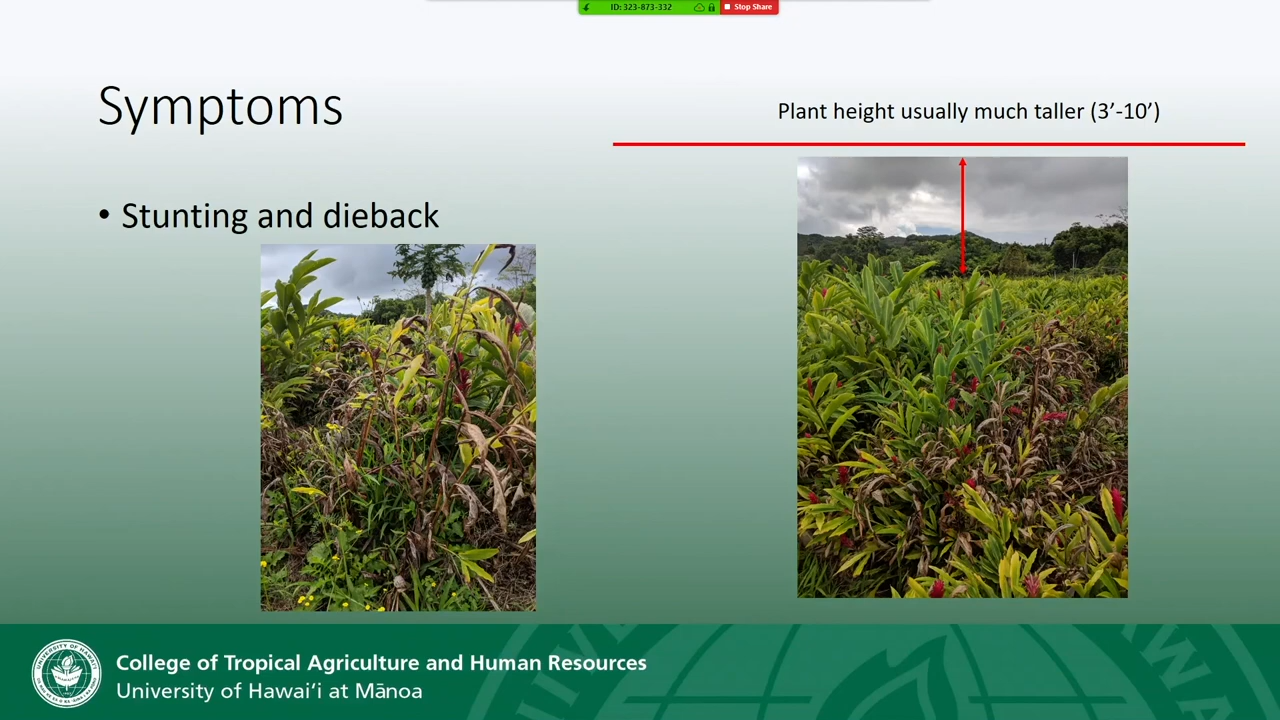 ID: 323-873-332
Stop Share
Symptoms
Plant height usually much taller (3’-10’)
• Stunting and dieback
College of Tropical Agriculture and Human Resources
University of Hawai‘i at Mānoa